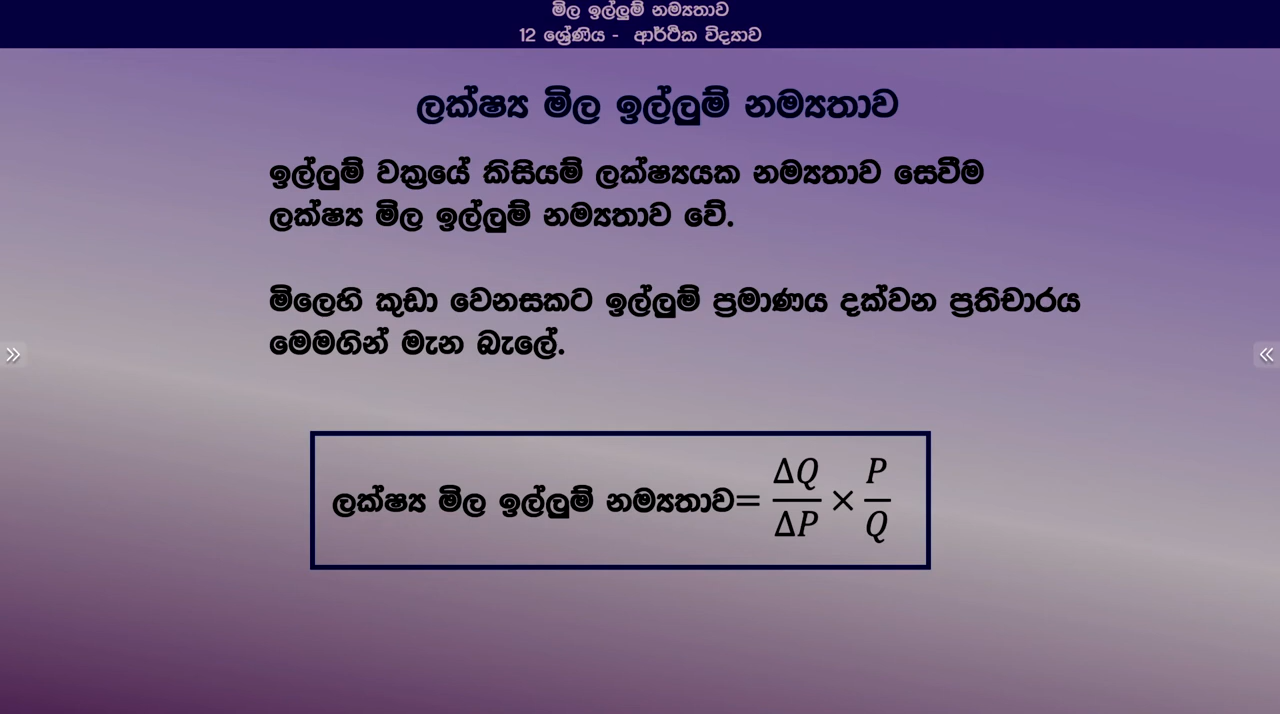 මිල ඉල්ලුම් නම්‍යතාව
12 ශ්‍රේණිය - ආර්ථික විද්‍යාව
ලක්ෂ්‍ය මිල ඉල්ලුම් නම්‍යතාව
ඉල්ලුම් වක්‍රයේ කිසියම් ලක්ෂ්‍යයක නම්‍යතාව සෙවීම
ලක්ෂ්‍ය මිල ඉල්ලුම් නම්‍යතාව වේ.
මිලෙහි කුඩා වෙනසකට ඉල්ලුම් ප්‍රමාණය දක්වන ප්‍රතිචාරය
මෙමගින් මැන බැලේ.
ලක්ෂ්‍ය මිල ඉල්ලුම් නම්‍යතාව= ΔQ/ΔP × P/Q